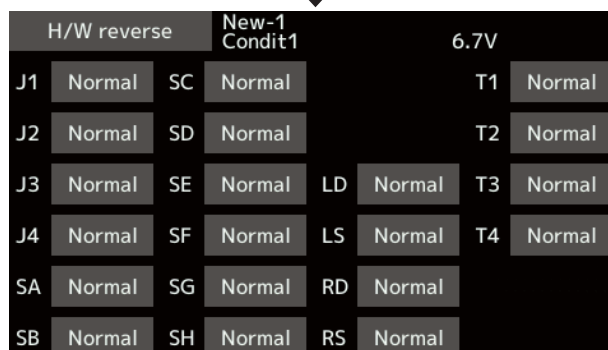 H/W reverse New-1 Condit1 6.7V
J1 Normal SC Normal T1 Normal
J2 Normal SD Normal T2 Normal
J3 Normal SE Normal LD Normal T3 Normal
J4 Normal SF Normal LS Normal T4 Normal
SA Normal SG Normal RD Normal
SB Normal SH Normal RS Normal